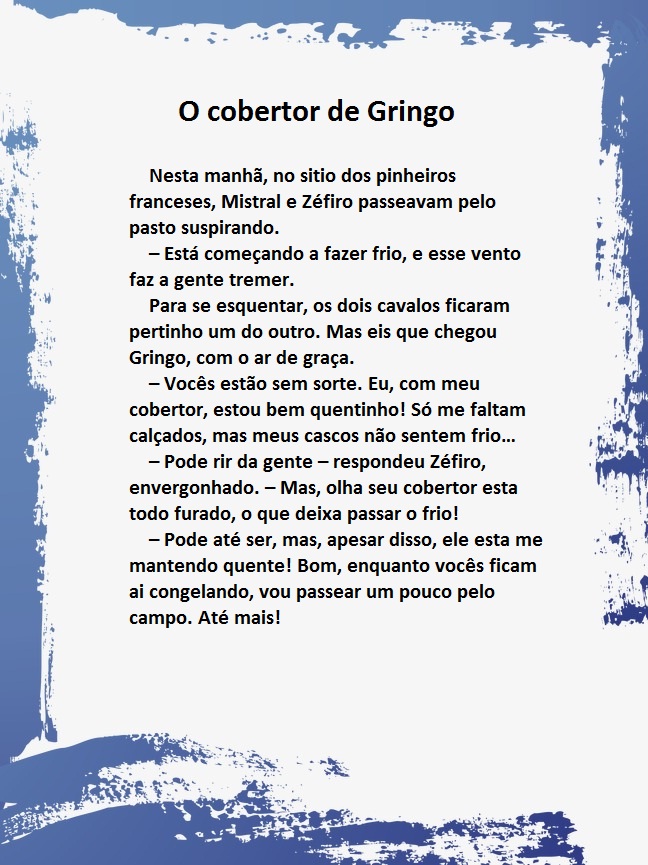 O cobertor de Gringo
Nesta manhã, no sitio dos pinheiros
franceses, Mistral e Zéfiro passeavam pelo
pasto suspirando.
– Está começando a fazer frio, e esse vento
faz a gente tremer.
Para se esquentar, os dois cavalos ficaram
pertinho um do outro. Mas eis que chegou
Gringo, com o ar de graça.
– Vocês estão sem sorte. Eu, com meu
cobertor, estou bem quentinho! Só me faltam
calçados, mas meus cascos não sentem frio...
– Pode rir da gente – respondeu Zéfiro,
envergonhado. – Mas, olha seu cobertor esta
todo furado, o que deixa passar o frio!
– Pode até ser, mas, apesar disso, ele esta me
mantendo quente! Bom, enquanto vocês ficam
ai congelando, vou passear um pouco pelo
campo. Até mais!